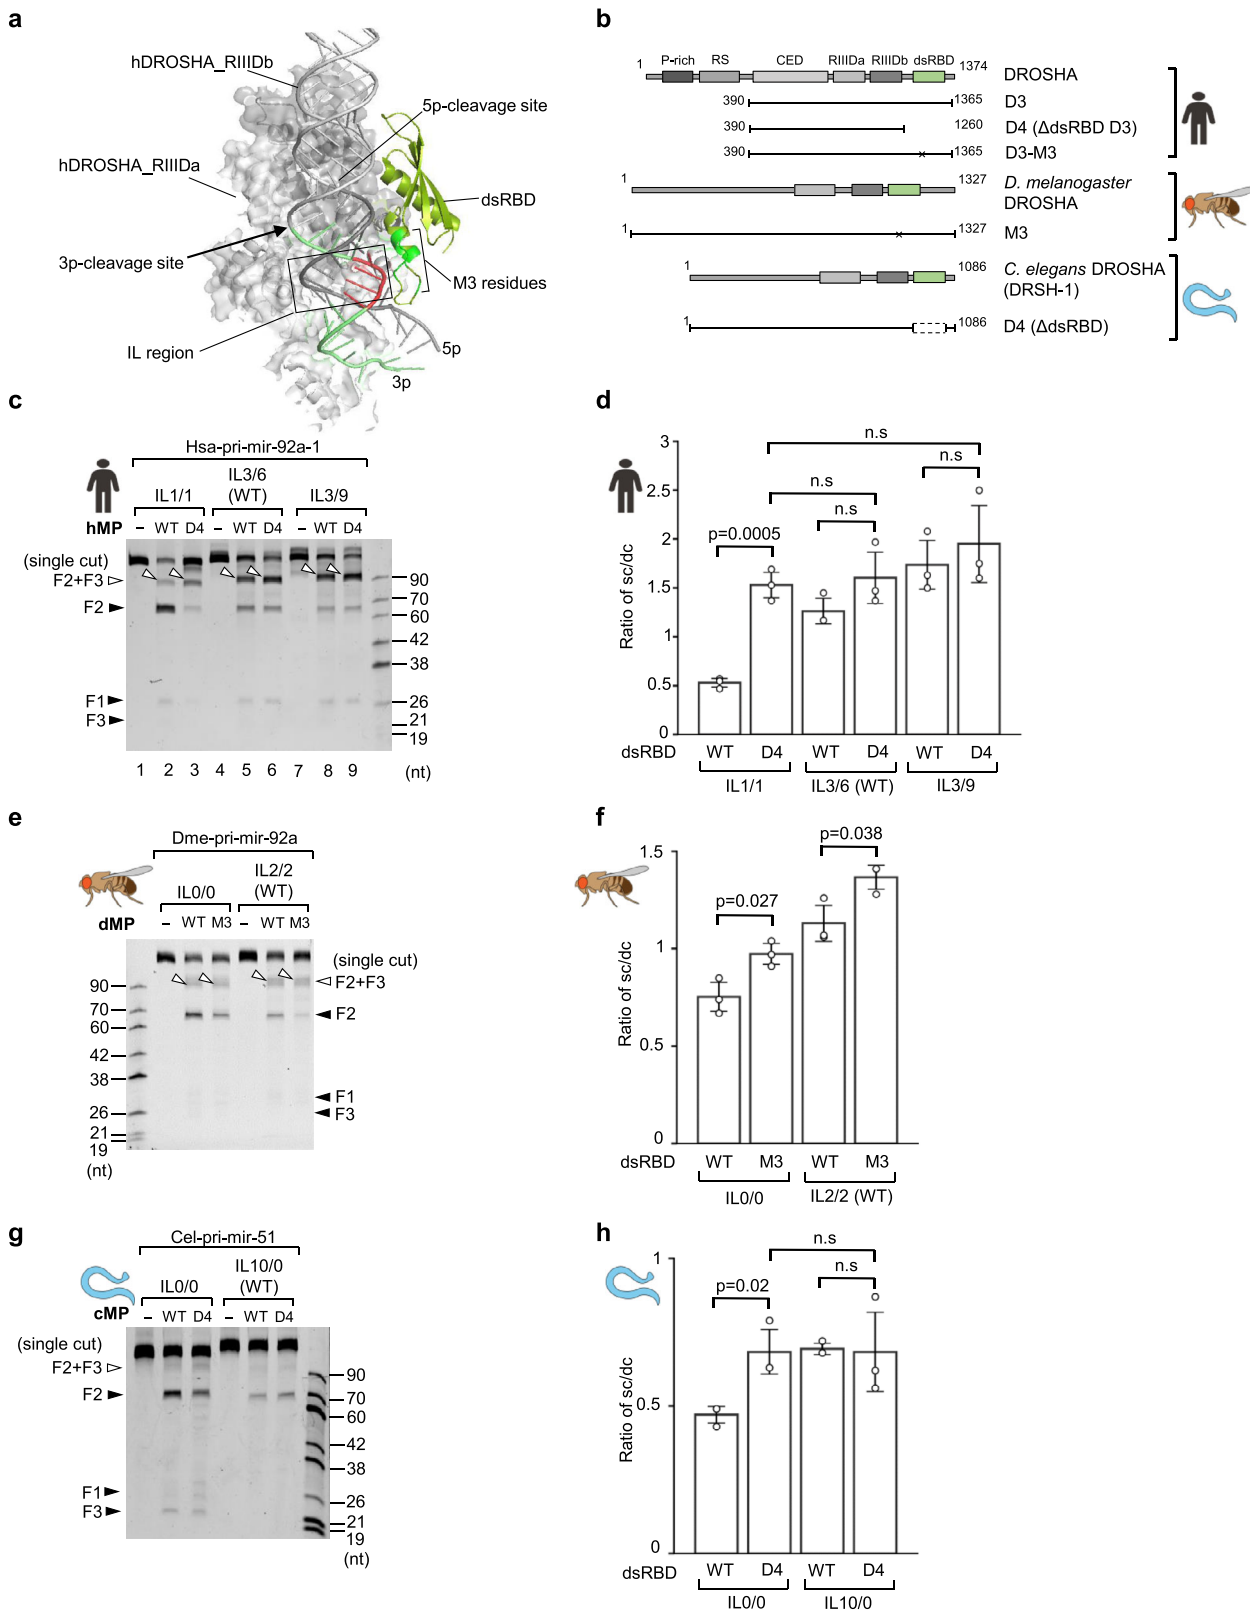 a
hDROSHA_RIIIDb
5p-cleavage site
hDROSHA_RIIIDa
dsRBD
3p-cleavage site
M3 residues
IL region
5p
3p
b
P-rich RS CED RIIIDa RIIIDb dsRBD
1 1374 DROSHA
390 1365 D3
390 1260 D4 (ΔdsRBD D3)
390 1365 D3-M3
1 1327 D. melanogaster
DROSHA
1 1327 M3
1 1086 C. elegans DROSHA
(DRSH-1)
1 1086 D4 (ΔdsRBD)
c
Hsa-pri-mir-92a-1
IL1/1 IL3/6 (WT) IL3/9
hMP – WT D4 – WT D4 – WT D4
(single cut)
F2+F3
F2
F1
F3
90
70
60
42
38
26
21
19
1 2 3 4 5 6 7 8 9 (nt)
d
Ratio of sc/dc
3
2.5
2
1.5
1
0.5
0
n.s
n.s
n.s
n.s
p=0.0005
dsRBD WT D4 WT D4 WT D4
IL1/1 IL3/6 (WT) IL3/9
e
Dme-pri-mir-92a
IL0/0 IL2/2 (WT)
dMP – WT M3 – WT M3
90
70
60
42
38
26
21
19
(nt)
(single cut)
F2+F3
F2
F1
F3
f
Ratio of sc/dc
1.5
1
0.5
0
p=0.027
p=0.038
dsRBD WT M3 WT M3
IL0/0 IL2/2 (WT)
g
Cel-pri-mir-51
IL0/0 IL10/0 (WT)
cMP – WT D4 – WT D4
(single cut)
F2+F3
F2
F1
F3
90
70
60
42
38
26
21
19
(nt)
h
Ratio of sc/dc
1
0.5
0
p=0.02
n.s
n.s
dsRBD WT D4 WT D4
IL0/0 IL10/0